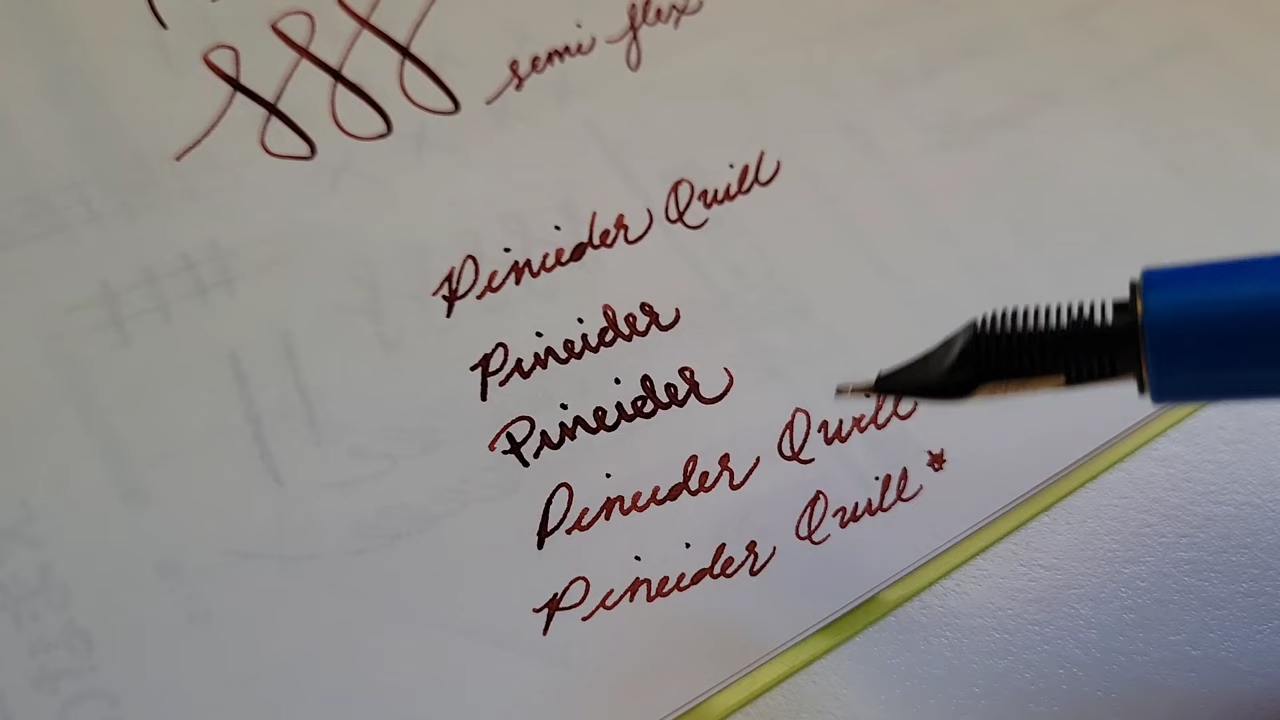 semi flex
Pineider Quill
Pineider
Pineider
Pineider Quill
Pineider Quill *